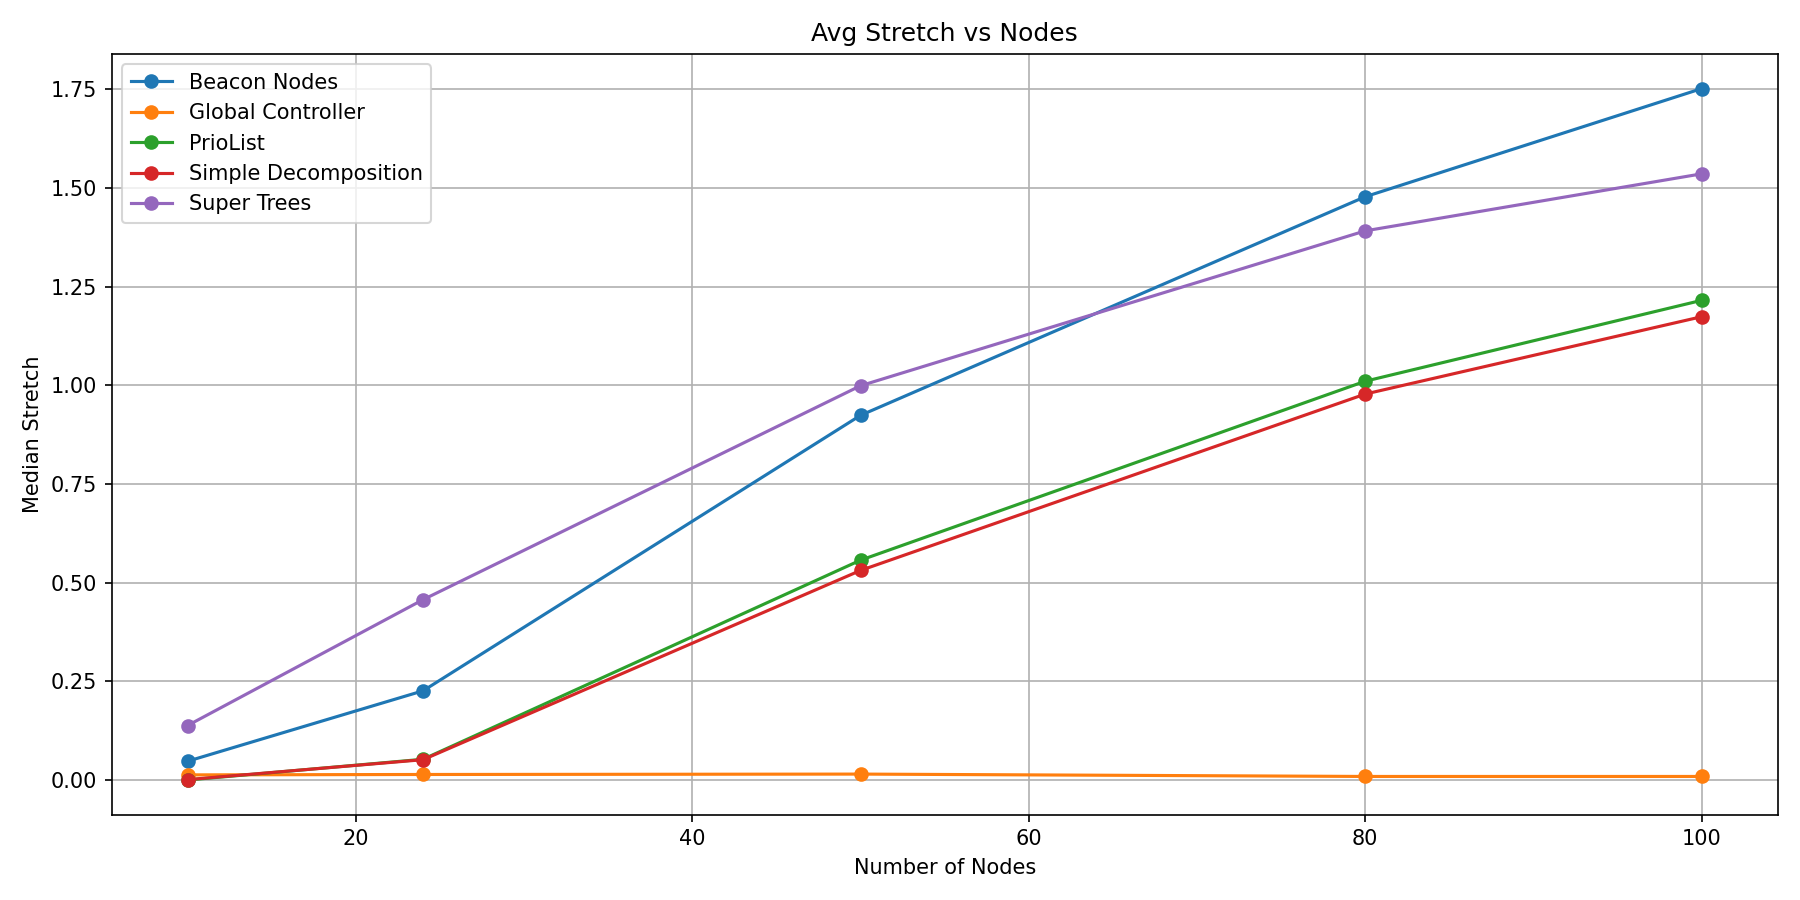 Avg Stretch vs Nodes
Beacon Nodes
Global Controller
PrioList
Simple Decomposition
Super Trees
Median Stretch
1.75
1.50
1.25
1.00
0.75
0.50
0.25
0.00
20 40 60 80 100
Number of Nodes